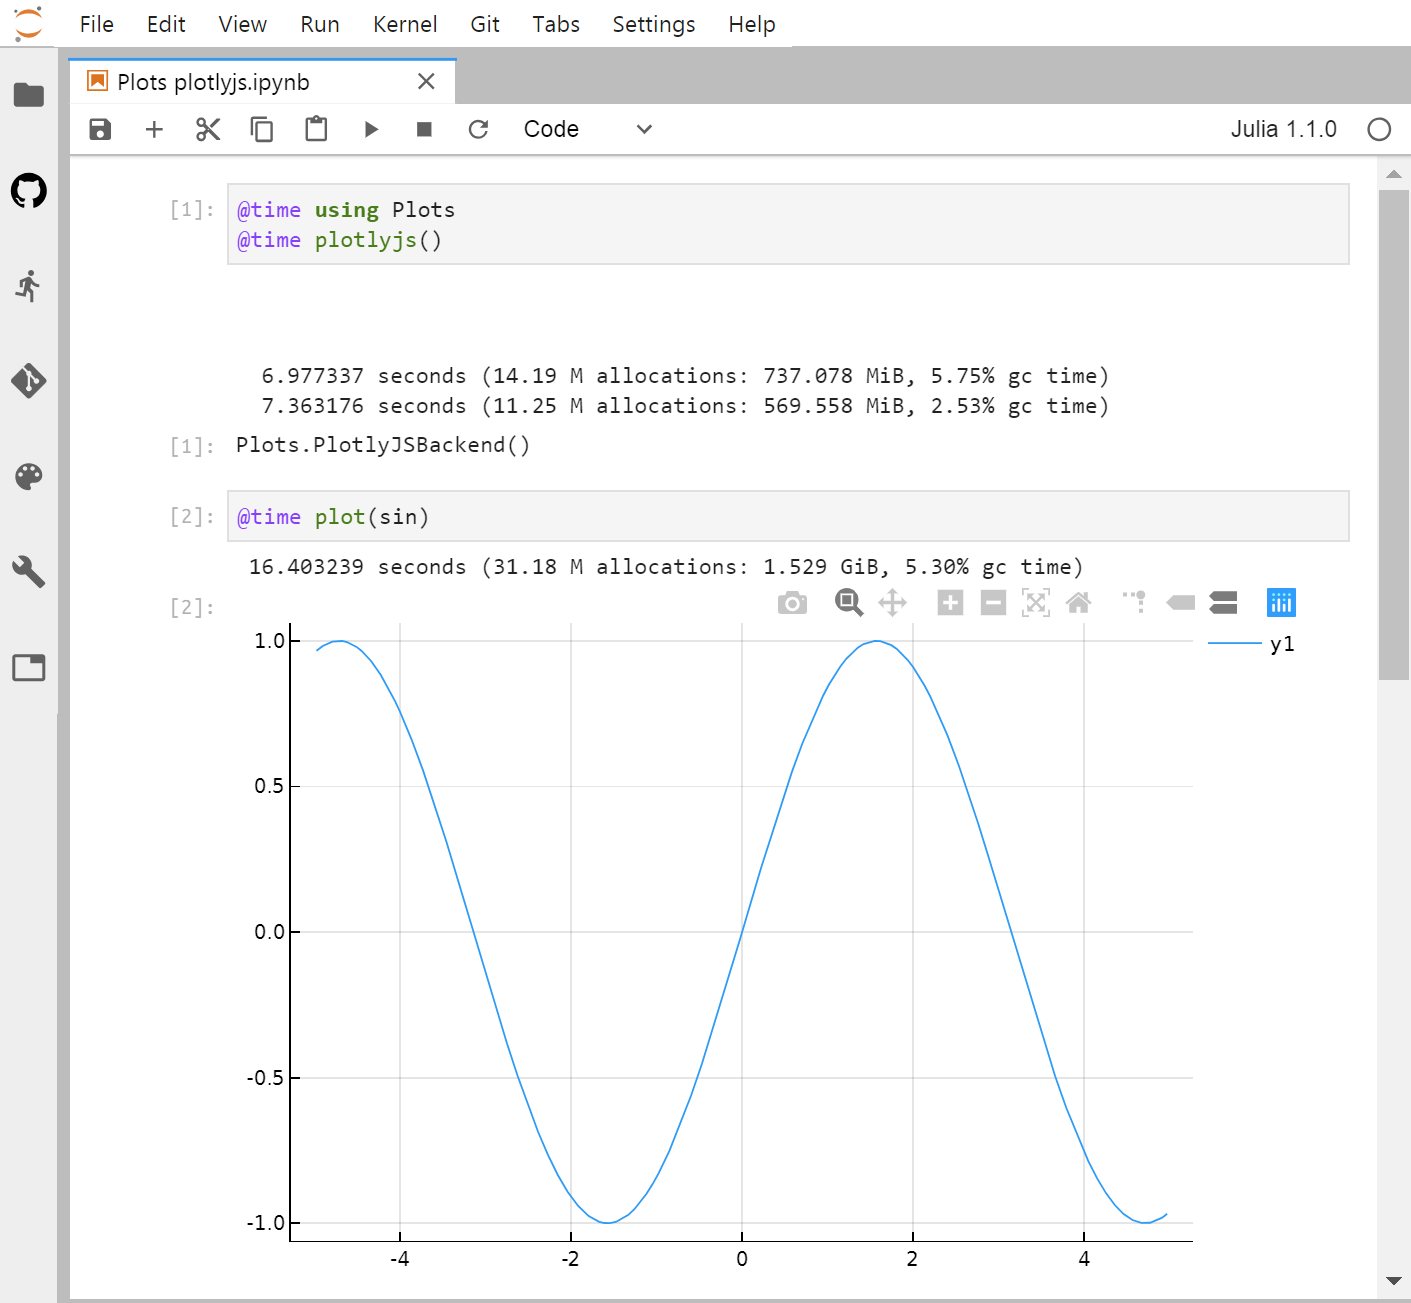 File Edit View Run Kernel Git Tabs Settings Help
Plots plotlyjs.ipynb
Code
Julia 1.1.0
[1]: @time using Plots
@time plotlyjs()
6.977337 seconds (14.19 M allocations: 737.078 MiB, 5.75% gc time)
7.363176 seconds (11.25 M allocations: 569.558 MiB, 2.53% gc time)
[1]: Plots.PlotlyJSBackend()
[2]: @time plot(sin)
16.403239 seconds (31.18 M allocations: 1.529 GiB, 5.30% gc time)
[2]:
1.0
y1
0.5
0.0
-0.5
-1.0
-4 -2 0 2 4